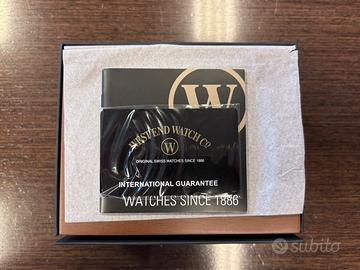 W
WEST END WATCH Co
W
ORIGINAL SWISS WATCHES SINCE 1886
INTERNATIONAL GUARANTEE
WATCHES SINCE 1886
subito